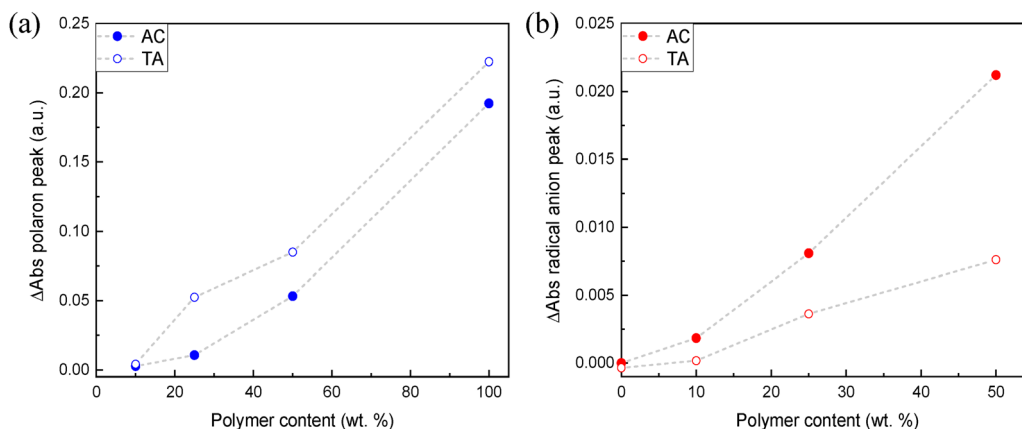 (a)
AC
TA
ΔAbs polaron peak (a.u.)
0.25
0.20
0.15
0.10
0.05
0.00
0
20
40
60
80
100
Polymer content (wt. %)
(b)
AC
TA
ΔAbs radical anion peak (a.u.)
0.025
0.020
0.015
0.010
0.005
0.000
0
10
20
30
40
50
Polymer content (wt. %)